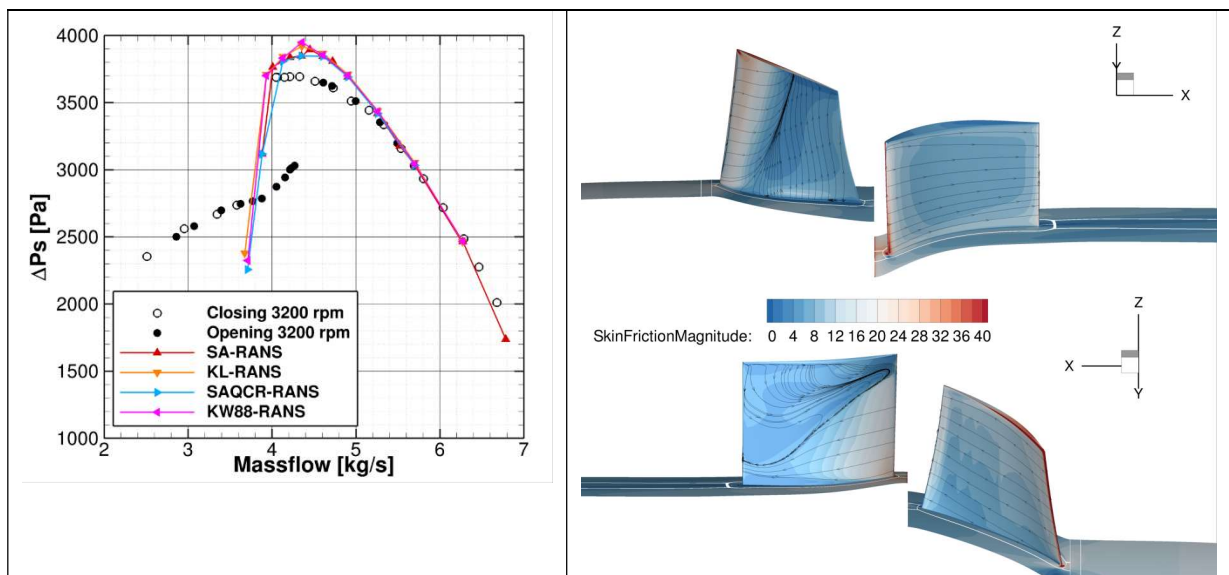 4000
3500
3000
2500
2000
1500
1000
ΔPs [Pa]
Closing 3200 rpm
Opening 3200 rpm
SA-RANS
KL-RANS
SAQCR-RANS
KW88-RANS
2 3 4 5 6 7
Massflow [kg/s]
Z
Y
X
SkinFrictionMagnitude: 0 4 8 12 16 20 24 28 32 36 40
Z
X
Y